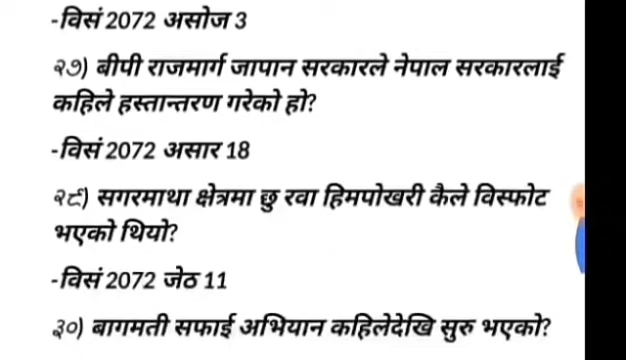 -विसं 2072 असोज 3
२७) बीपी राजमार्ग जापान सरकारले नेपाल सरकारलाई
कहिले हस्तान्तरण गरेको हो?
-विसं 2072 असार 18
२९) सगरमाथा क्षेत्रमा छु रवा हिमपोखरी कैले विस्फोट
भएको थियो?
-विसं 2072 जेठ 11
३०) बागमती सफाई अभियान कहिलेदेखि सुरु भएको?